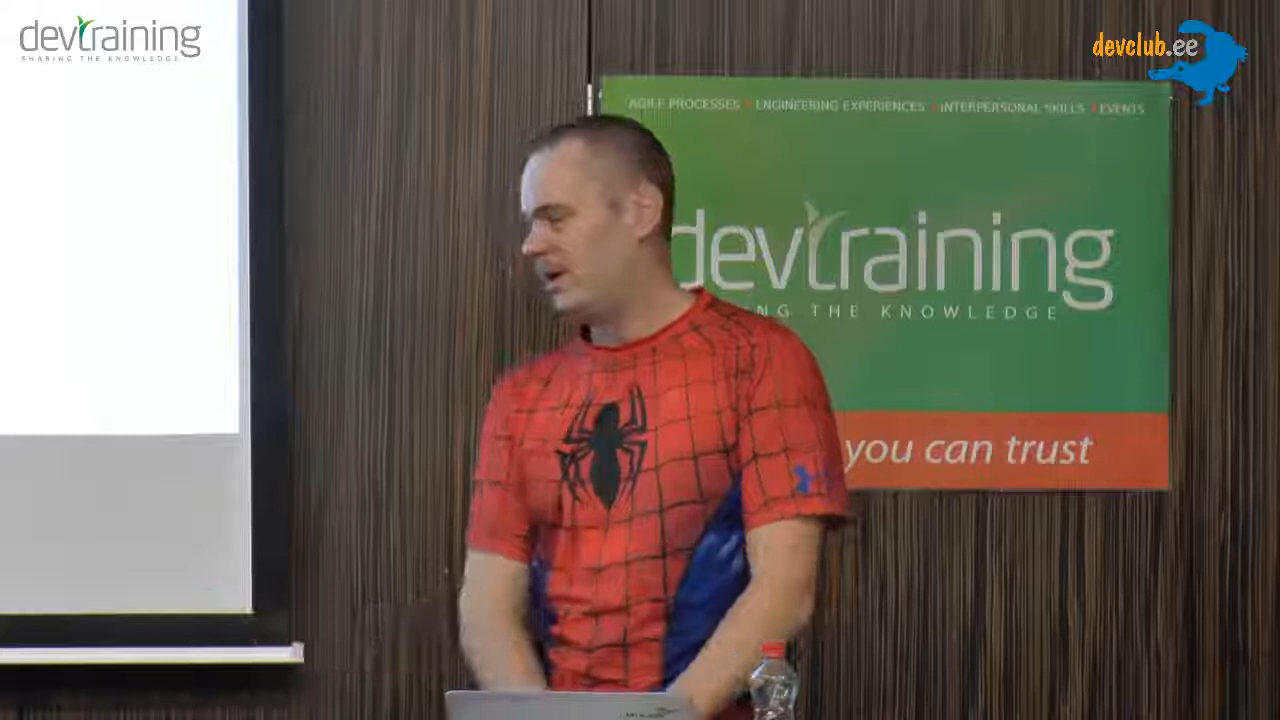 devtraining
SHARING THE KNOWLEDGE
devclub.ee
AGILE PROCESSES ENGINEERING EXPERIENCES INTERPERSONAL SKILLS EVENTS
devtraining
NG THE KNOWLEDGE
you can trust